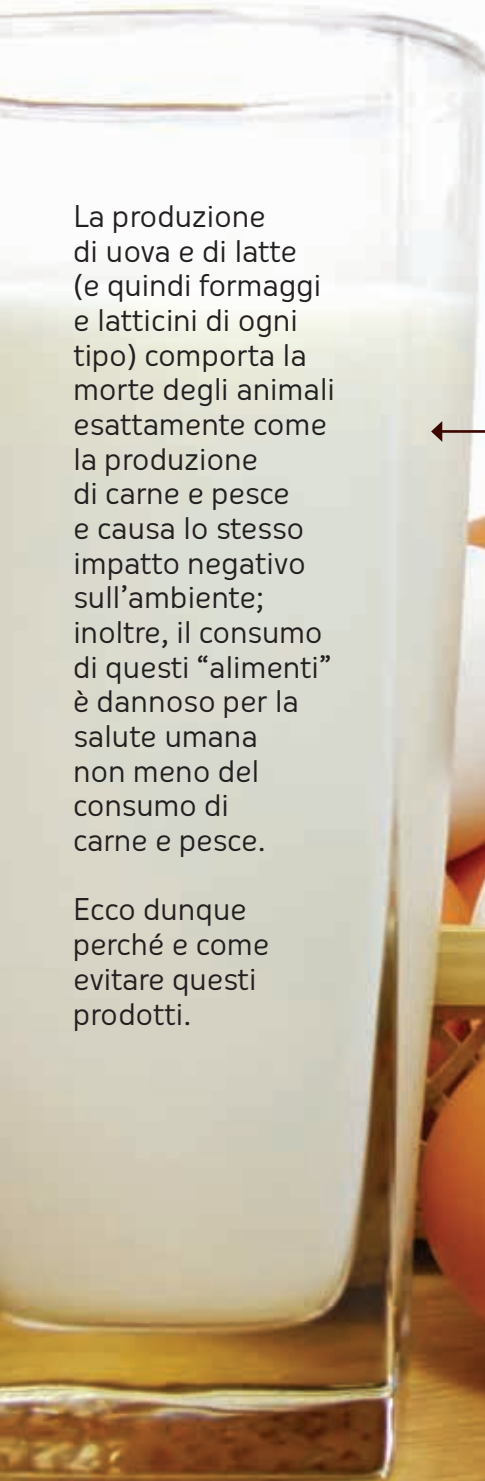 La produzione
di uova e di latte
(e quindi formaggi
e latticini di ogni
tipo) comporta la
morte degli animali
esattamente come
la produzione
di carne e pesce
e causa lo stesso
impatto negativo
sull’ambiente;
inoltre, il consumo
di questi “alimenti”
è dannoso per la
salute umana
non meno del
consumo di
carne e pesce.
Ecco dunque
perché e come
evitare questi
prodotti.